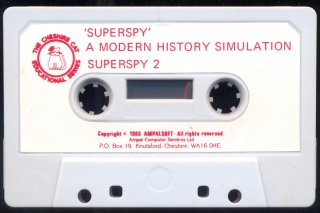 THE CHESHIRE CAT
EDUCATIONAL SERIES
'SUPERSPY'
A MODERN HISTORY SIMULATION
SUPERSPY 2
Copyright © 1983 AMPALSOFT · All rights reserved
Ampal Computer Services Ltd
P.O. Box 19. Knutsford, Cheshire. WA16 0HE.